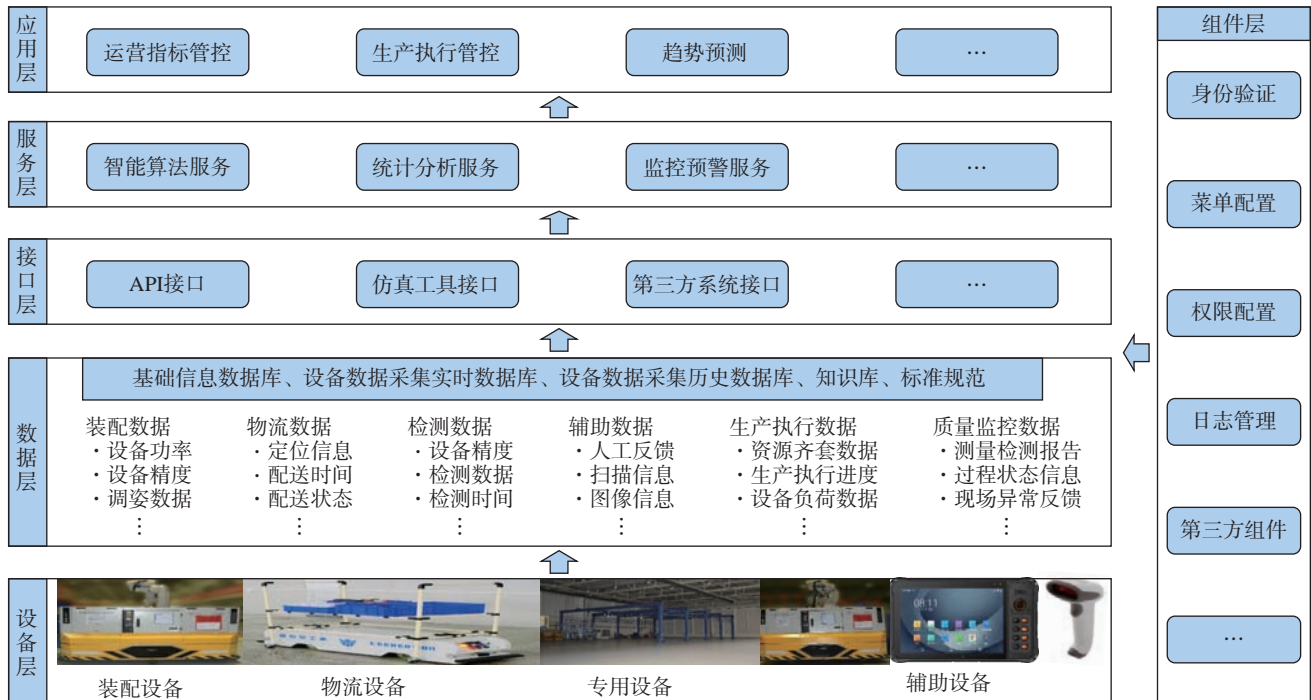 应用层
运营指标管控
生产执行管控
趋势预测
…
服务层
智能算法服务
统计分析服务
监控预警服务
…
接口层
API接口
仿真工具接口
第三方系统接口
…
数据层
基础信息数据库、设备数据采集实时数据库、设备数据采集历史数据库、知识库、标准规范
装配数据
·设备功率
·设备精度
·调姿数据
⋮
物流数据
·定位信息
·配送时间
·配送状态
⋮
检测数据
·设备精度
·检测数据
·检测时间
⋮
辅助数据
·人工反馈
·扫描信息
·图像信息
⋮
生产执行数据
·资源齐套数据
·生产执行进度
·设备负荷数据
⋮
质量监控数据
·测量检测报告
·过程状态信息
·现场异常反馈
⋮
设备层
08:11
装配设备
物流设备
专用设备
辅助设备
组件层
身份验证
菜单配置
权限配置
日志管理
第三方组件
…